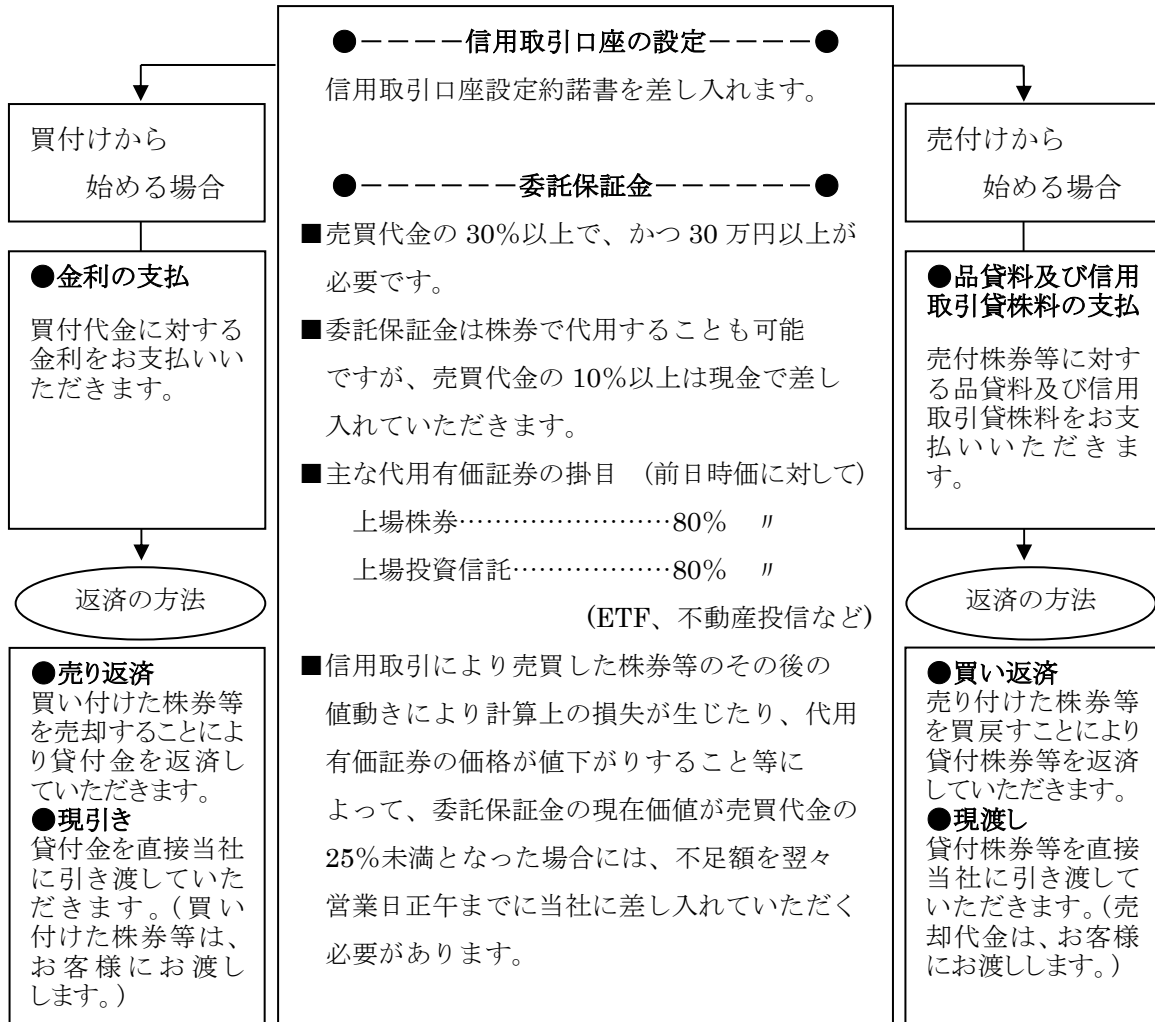 ●－－－－信用取引口座の設定－－－－●
信用取引口座設定約諾書を差し入れます。
●－－－－－－委託保証金－－－－－－●
■売買代金の 30%以上で、かつ 30 万円以上が
必要です。
■委託保証金は株券で代用することも可能
ですが、売買代金の 10%以上は現金で差し
入れていただきます。
■主な代用有価証券の掛目　(前日時価に対して)
上場株券……………………80%　〃
上場投資信託………………80%　〃
(ETF、不動産投信など)
■信用取引により売買した株券等のその後の
値動きにより計算上の損失が生じたり、代用
有価証券の価格が値下がりすること等に
よって、委託保証金の現在価値が売買代金の
25%未満となった場合には、不足額を翌々
営業日正午までに当社に差し入れていただく
必要があります。
買付けから
始める場合
●金利の支払
買付代金に対する
金利をお支払いい
ただきます。
返済の方法
●売り返済
買い付けた株券等
を売却することによ
り貸付金を返済し
ていただきます。
●現引き
貸付金を直接当社
に引き渡していた
だきます。(買い
付けた株券等は、
お客様にお渡し
します。)
売付けから
始める場合
●品貸料及び信用
取引貸株料の支払
売付株券等に対す
る品貸料及び信用
取引貸株料をお支
払いいただきま
す。
返済の方法
●買い返済
売り付けた株券等
を買戻すことにより
貸付株券等を返済
していただきます。
●現渡し
貸付株券等を直接
当社に引き渡して
いただきます。(売
却代金は、お客様
にお渡しします。)